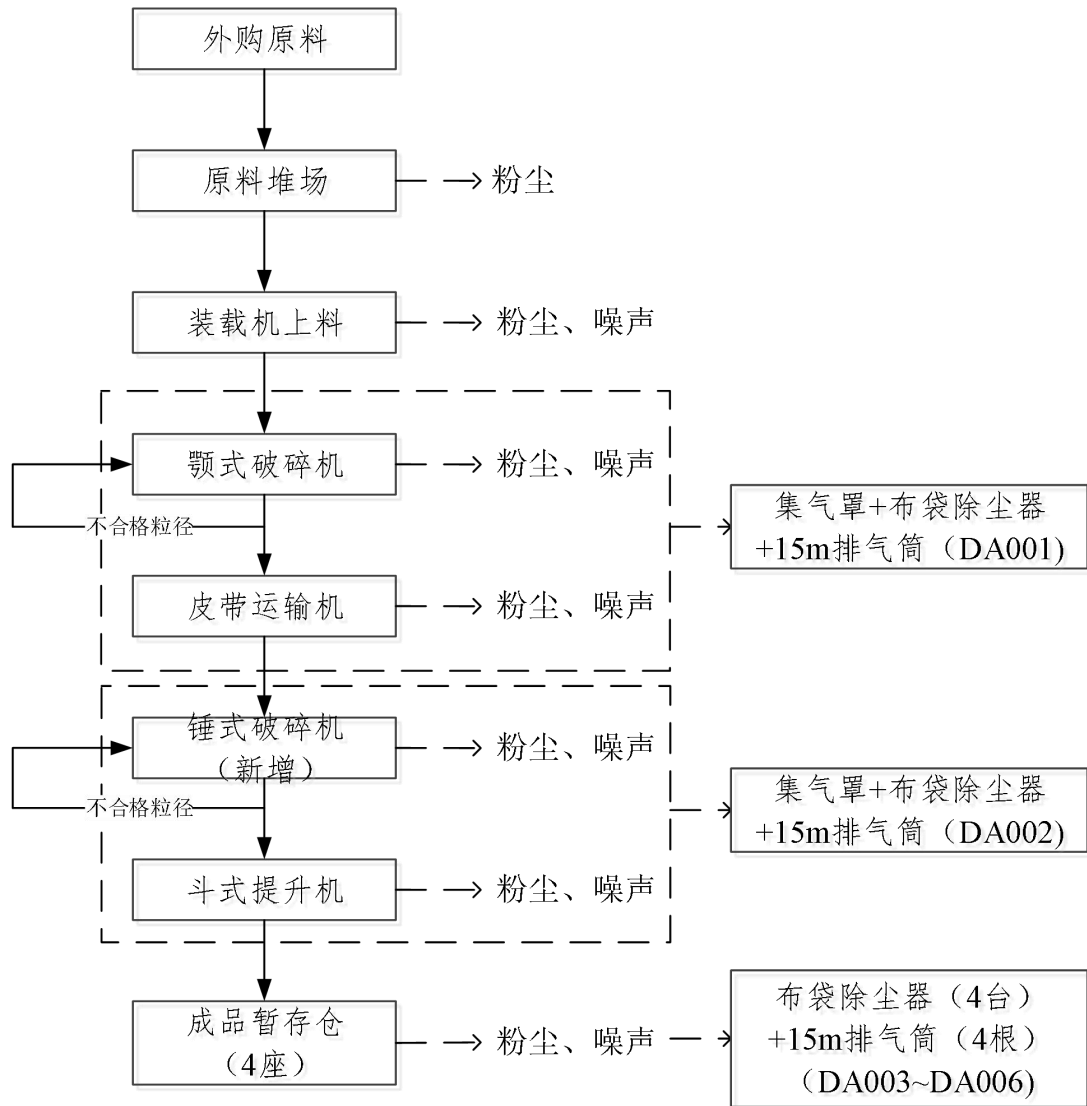 外购原料
原料堆场
粉尘
装载机上料
粉尘、噪声
颚式破碎机
粉尘、噪声
不合格粒径
集气罩+布袋除尘器
+15m排气筒（DA001)
皮带运输机
粉尘、噪声
锤式破碎机
（新增）
粉尘、噪声
不合格粒径
集气罩+布袋除尘器
+15m排气筒（DA002)
斗式提升机
粉尘、噪声
成品暂存仓
（4座）
粉尘、噪声
布袋除尘器（4台）
+15m排气筒（4根）
（DA003~DA006)